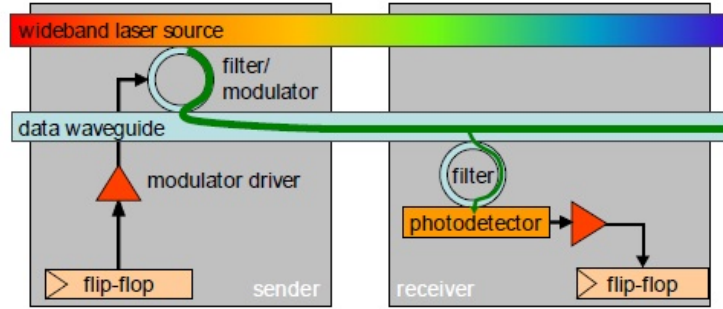 wideband laser source
filter/
modulator
data waveguide
modulator driver
filter
photodetector
flip-flop
sender
receiver
flip-flop